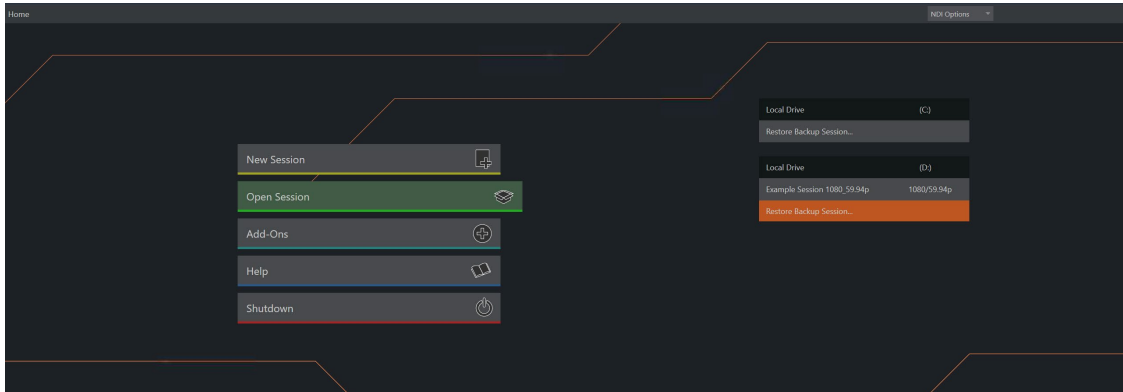 Home
NDI Options
New Session
Open Session
Add-Ons
Help
Shutdown
Local Drive (C:)
Restore Backup Session...
Local Drive (D:)
Example Session 1080_59.94p 1080/59.94p
Restore Backup Session...